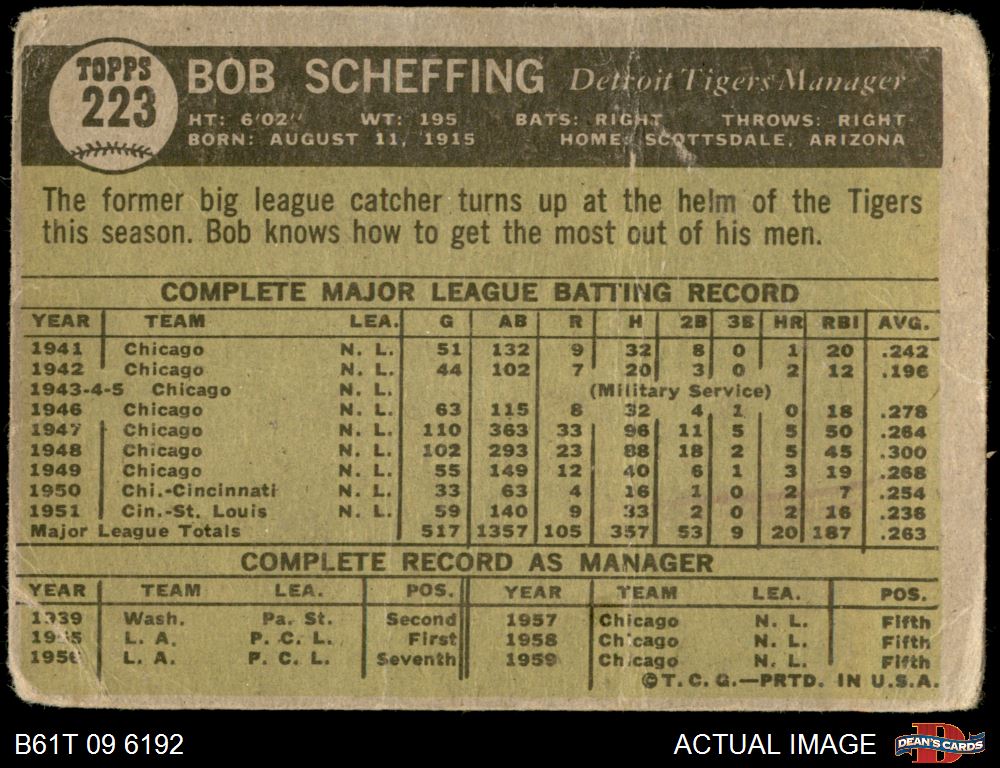 TOPPS
223
BOB SCHEFFING Detroit Tigers Manager
HT: 6'02" WT: 195 BATS: RIGHT THROWS: RIGHT
BORN: AUGUST 11, 1915 HOME: SCOTTSDALE, ARIZONA
The former big league catcher turns up at the helm of the Tigers
this season. Bob knows how to get the most out of his men.
COMPLETE MAJOR LEAGUE BATTING RECORD
YEAR TEAM LEA. G AB R H 2B 3B HR RBI AVG.
1941 Chicago N. L. 51 132 9 32 8 0 1 20 .242
1942 Chicago N. L. 44 102 7 20 3 0 2 12 .196
1943-4-5 Chicago N. L. (Military Service)
1946 Chicago N. L. 63 115 8 32 4 1 0 18 .278
1947 Chicago N. L. 110 363 33 96 11 5 5 50 .264
1948 Chicago N. L. 102 293 23 88 18 2 5 45 .300
1949 Chicago N. L. 55 149 12 40 6 1 3 19 .268
1950 Chi.-Cincinnati N. L. 33 63 4 16 1 0 2 7 .254
1951 Cin.-St. Louis N. L. 59 140 9 33 2 0 2 16 .236
Major League Totals 517 1357 105 357 53 9 20 187 .263
COMPLETE RECORD AS MANAGER
YEAR TEAM LEA. POS. YEAR TEAM LEA. POS.
1939 Wash. Pa. St. Second 1957 Chicago N. L. Fifth
1955 L. A. P. C. L. First 1958 Chicago N. L. Fifth
1956 L. A. P. C. L. Seventh 1959 Chicago N. L. Fifth
©T. C. G.—PRTD. IN U.S.A.
B61T 09 6192 ACTUAL IMAGE DEAN'S CARDS